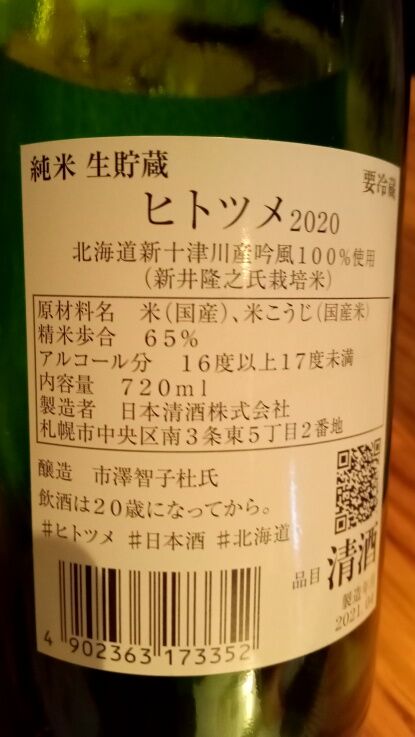 純米 生貯蔵
要冷蔵
ヒトツメ2020
北海道新十津川産吟風100%使用
(新井隆之氏栽培米)
原材料名 米(国産)、米こうじ(国産米)
精米歩合 65%
アルコール分 16度以上17度未満
内容量 720ml
製造者 日本清酒株式会社
札幌市中央区南3条東5丁目2番地
醸造 市澤智子杜氏
飲酒は20歳になってから。
#ヒトツメ #日本酒 #北海道
品目 清酒
製造年月
2021.
4 902363 173352